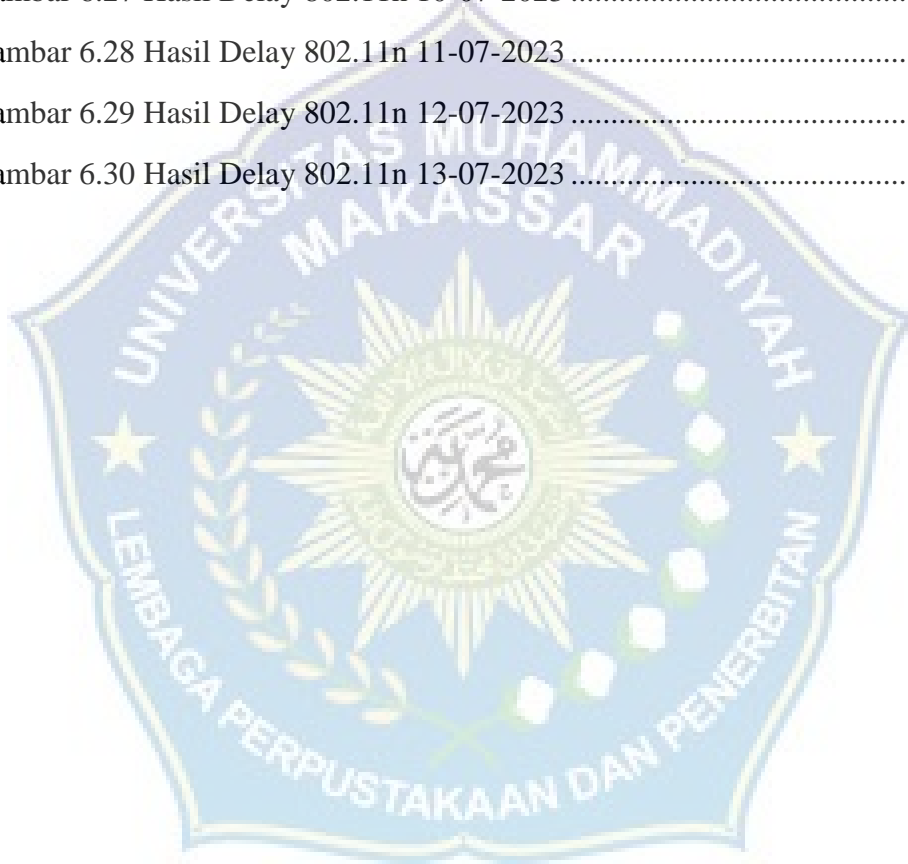 ambar 6.28 Hasil Delay 802.11n 11-07-2023 ....................................
ambar 6.29 Hasil Delay 802.11n 12-07-2023 ....................................
ambar 6.30 Hasil Delay 802.11n 13-07-2023 ....................................
UNIVERSITAS MUHAMMADIYAH
MAKASSAR
محمدية
LEMBAGA PERPUSTAKAAN DAN PENERBITAN